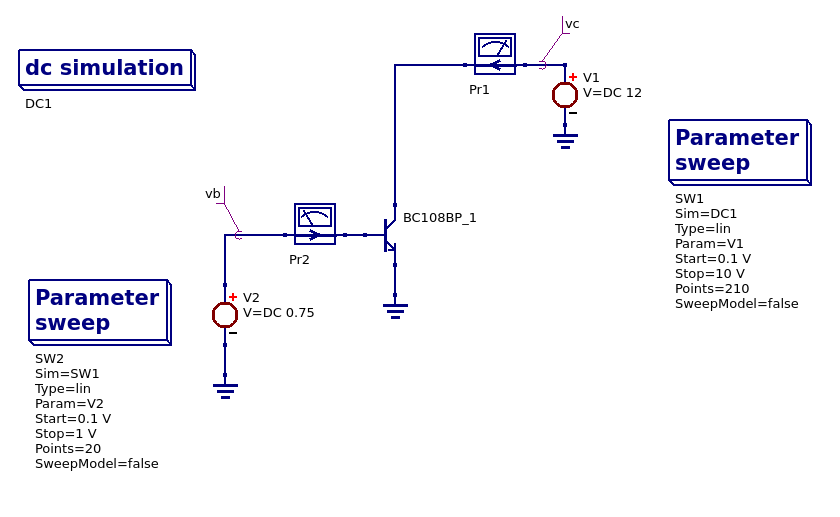 dc simulation
DC1
vc
Pr1
V1
V=DC 12
Parameter
sweep
SW1
Sim=DC1
Type=lin
Param=V1
Start=0.1 V
Stop=10 V
Points=210
SweepModel=false
vb
Pr2
BC108BP_1
V2
V=DC 0.75
Parameter
sweep
SW2
Sim=SW1
Type=lin
Param=V2
Start=0.1 V
Stop=1 V
Points=20
SweepModel=false